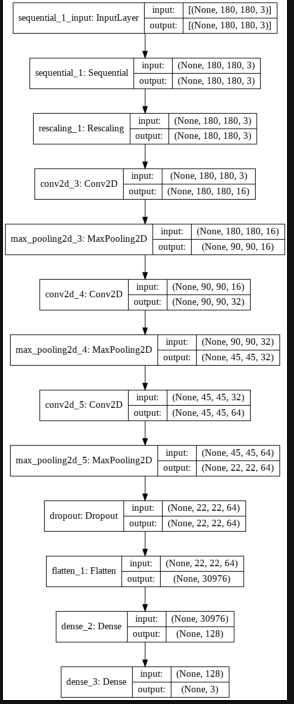 sequential_1_input: InputLayer input: [(None, 180, 180, 3)]
output: [(None, 180, 180, 3)]
sequential_1: Sequential input: (None, 180, 180, 3)
output: (None, 180, 180, 3)
rescaling_1: Rescaling input: (None, 180, 180, 3)
output: (None, 180, 180, 3)
conv2d_3: Conv2D input: (None, 180, 180, 3)
output: (None, 180, 180, 16)
max_pooling2d_3: MaxPooling2D input: (None, 180, 180, 16)
output: (None, 90, 90, 16)
conv2d_4: Conv2D input: (None, 90, 90, 16)
output: (None, 90, 90, 32)
max_pooling2d_4: MaxPooling2D input: (None, 90, 90, 32)
output: (None, 45, 45, 32)
conv2d_5: Conv2D input: (None, 45, 45, 32)
output: (None, 45, 45, 64)
max_pooling2d_5: MaxPooling2D input: (None, 45, 45, 64)
output: (None, 22, 22, 64)
dropout: Dropout input: (None, 22, 22, 64)
output: (None, 22, 22, 64)
flatten_1: Flatten input: (None, 22, 22, 64)
output: (None, 30976)
dense_2: Dense input: (None, 30976)
output: (None, 128)
dense_3: Dense input: (None, 128)
output: (None, 3)